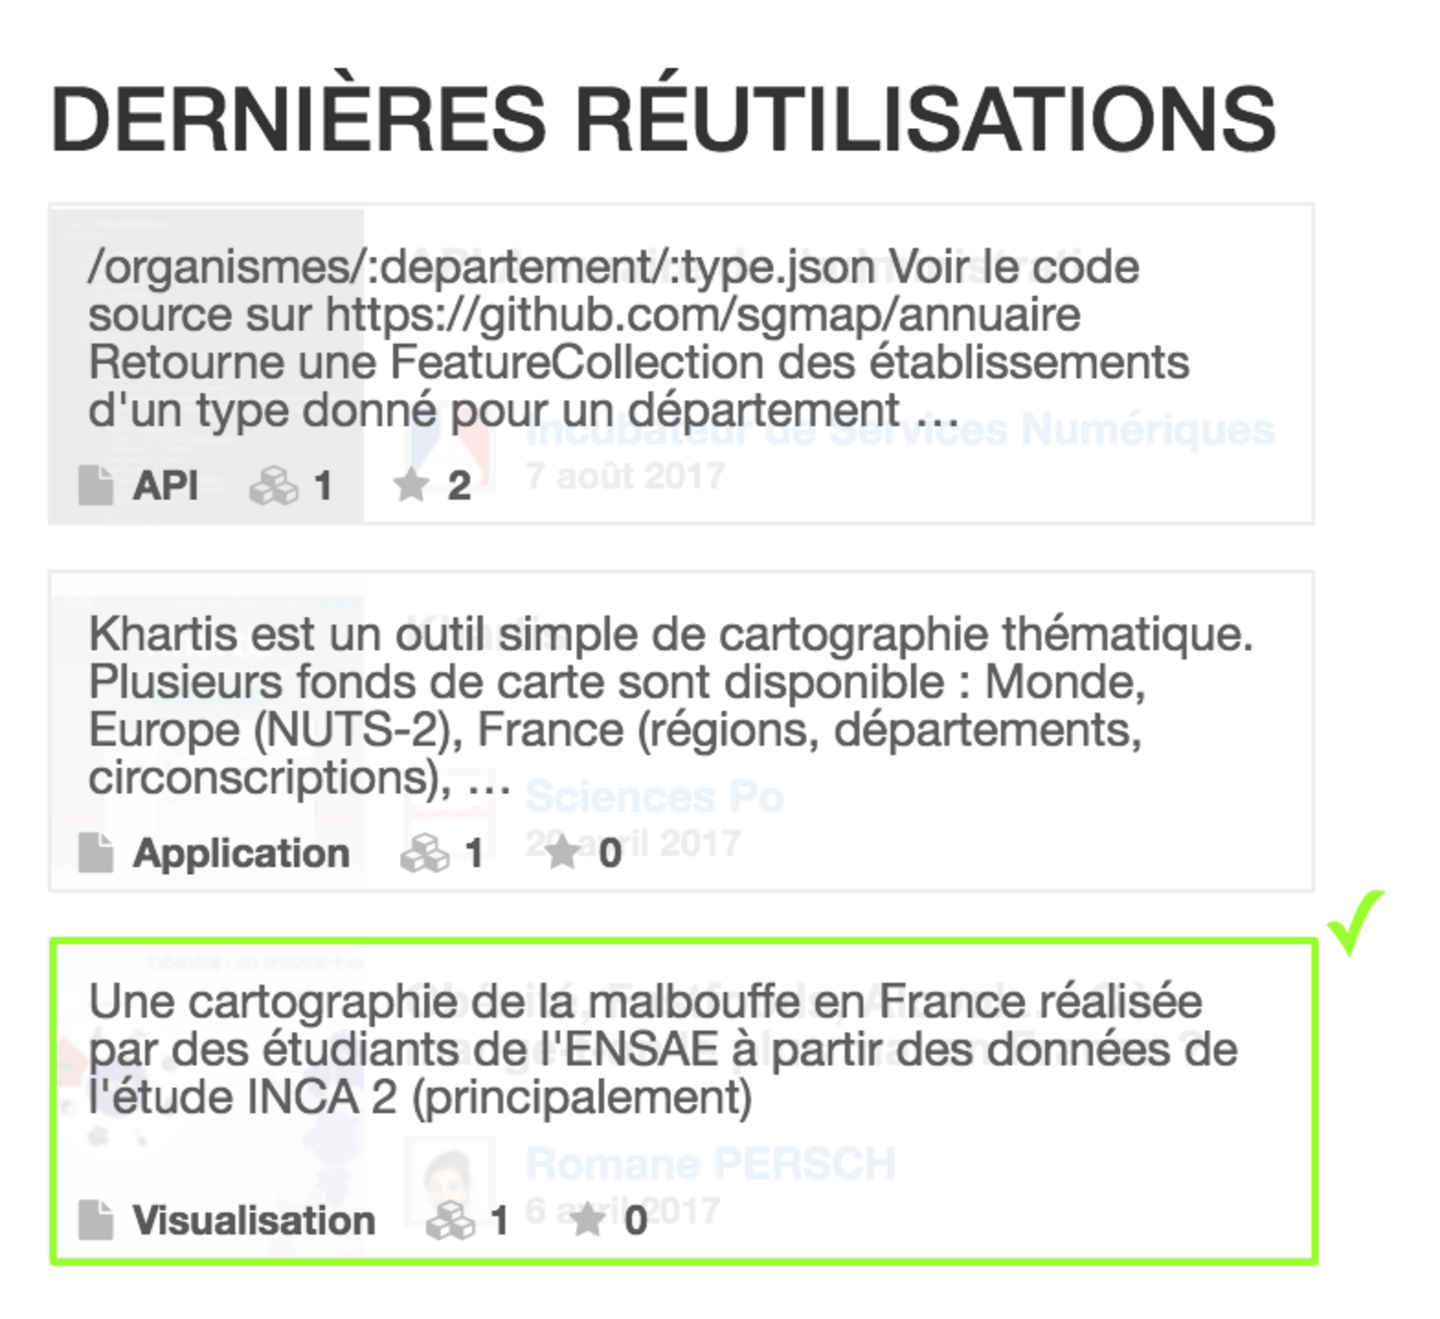 DERNIÈRES RÉUTILISATIONS
/organismes/:departement/:type.json Voir le code
source sur https://github.com/sgmap/annuaire
Retourne une FeatureCollection des établissements
d'un type donné pour un département ...
Incubateur de Services Numériques
7 août 2017
API 1 2
Khartis est un outil simple de cartographie thématique.
Plusieurs fonds de carte sont disponible : Monde,
Europe (NUTS-2), France (régions, départements,
circonscriptions), ...
Khartis
Sciences Po
avril 2017
Application 1 0
Une cartographie de la malbouffe en France réalisée
par des étudiants de l'ENSAE à partir des données de
l'étude INCA 2 (principalement)
Romane PERSCH
6 avril 2017
Visualisation 1 0